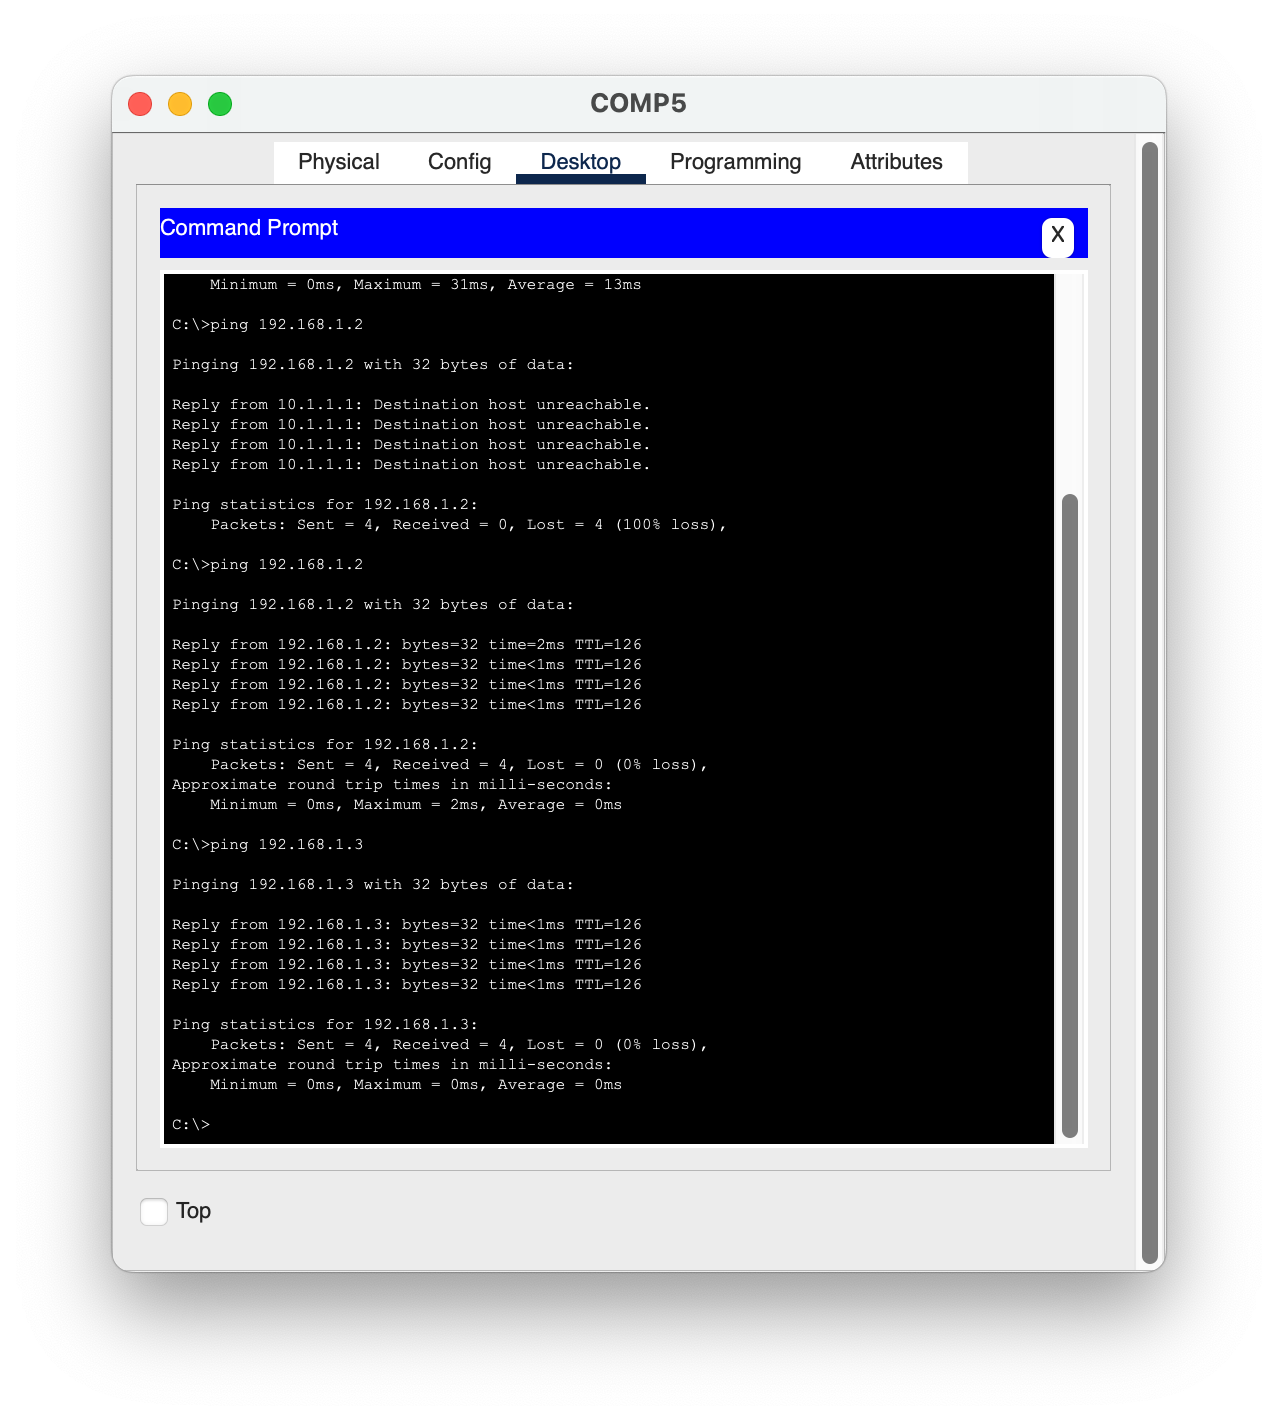 COMP5
Physical Config Desktop Programming Attributes
Command Prompt
X
Minimum = 0ms, Maximum = 31ms, Average = 13ms
C:\>ping 192.168.1.2
Pinging 192.168.1.2 with 32 bytes of data:
Reply from 10.1.1.1: Destination host unreachable.
Reply from 10.1.1.1: Destination host unreachable.
Reply from 10.1.1.1: Destination host unreachable.
Reply from 10.1.1.1: Destination host unreachable.
Ping statistics for 192.168.1.2:
Packets: Sent = 4, Received = 0, Lost = 4 (100% loss),
C:\>ping 192.168.1.2
Pinging 192.168.1.2 with 32 bytes of data:
Reply from 192.168.1.2: bytes=32 time=2ms TTL=126
Reply from 192.168.1.2: bytes=32 time<1ms TTL=126
Reply from 192.168.1.2: bytes=32 time<1ms TTL=126
Reply from 192.168.1.2: bytes=32 time<1ms TTL=126
Ping statistics for 192.168.1.2:
Packets: Sent = 4, Received = 4, Lost = 0 (0% loss),
Approximate round trip times in milli-seconds:
Minimum = 0ms, Maximum = 2ms, Average = 0ms
C:\>ping 192.168.1.3
Pinging 192.168.1.3 with 32 bytes of data:
Reply from 192.168.1.3: bytes=32 time<1ms TTL=126
Reply from 192.168.1.3: bytes=32 time<1ms TTL=126
Reply from 192.168.1.3: bytes=32 time<1ms TTL=126
Reply from 192.168.1.3: bytes=32 time<1ms TTL=126
Ping statistics for 192.168.1.3:
Packets: Sent = 4, Received = 4, Lost = 0 (0% loss),
Approximate round trip times in milli-seconds:
Minimum = 0ms, Maximum = 0ms, Average = 0ms
C:\>
Top